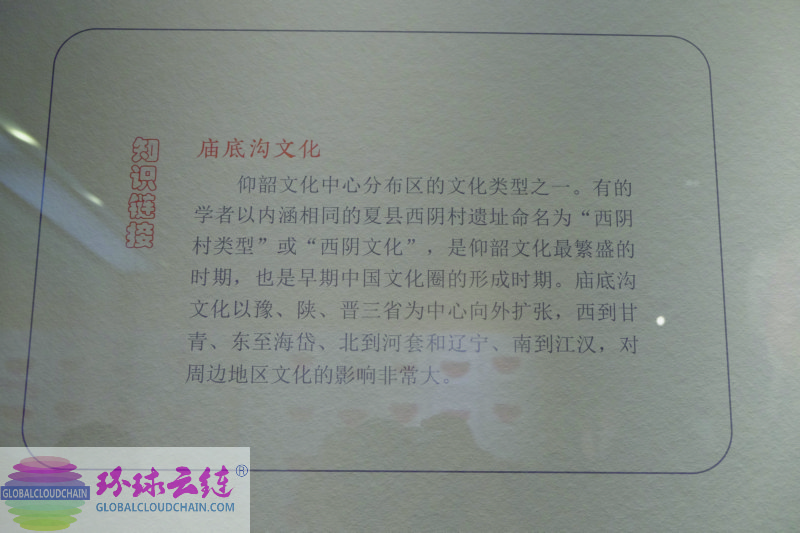 知识链接
庙底沟文化
仰韶文化中心分布区的文化类型之一。有的
学者以内涵相同的夏县西阴村遗址命名为“西阴
村类型”或“西阴文化”，是仰韶文化最繁盛的
时期，也是早期中国文化圈的形成时期。庙底沟
文化以豫、陕、晋三省为中心向外扩张，西到甘
青、东至海岱、北到河套和辽宁、南到江汉，对
周边地区文化的影响非常大。
GLOBALCLOUDCHAIN
环球云链®
GLOBALCLOUDCHAIN.COM